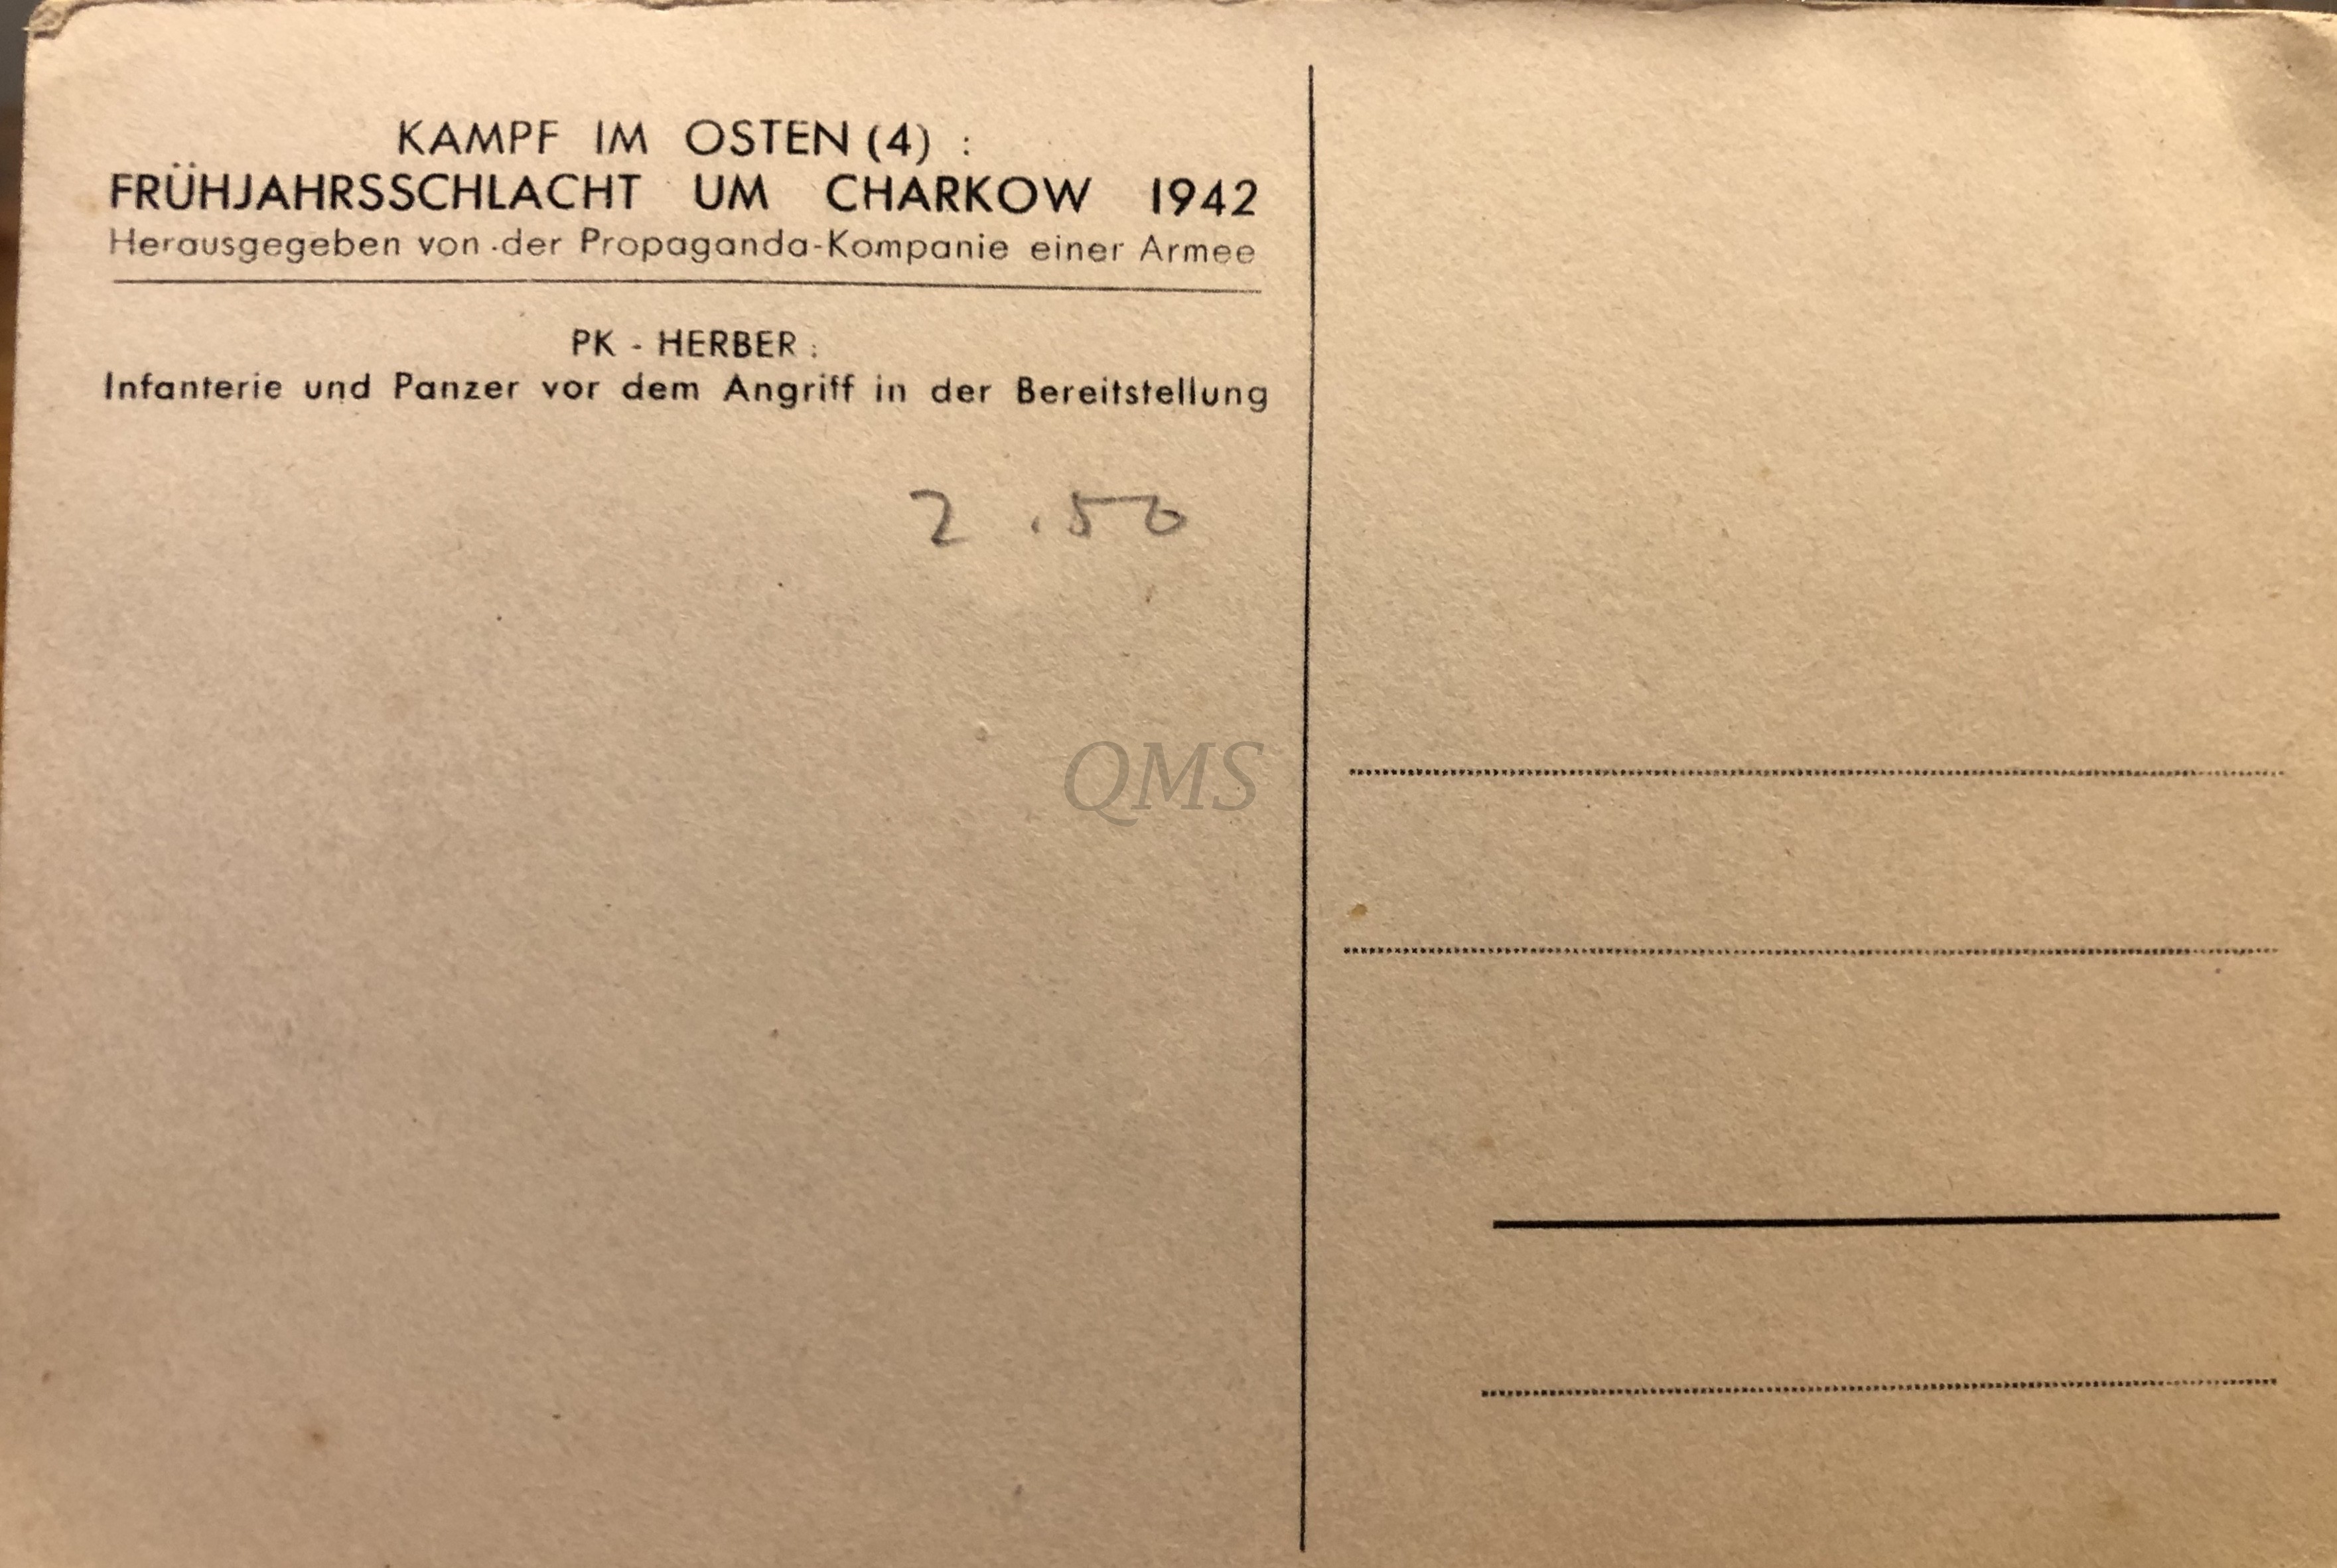 KAMPF IM OSTEN (4) :
FRÜHJAHRSSCHLACHT UM CHARKOW 1942
Herausgegeben von der Propaganda-Kompanie einer Armee
PK - HERBER :
Infanterie und Panzer vor dem Angriff in der Bereitstellung
2.50
QMS